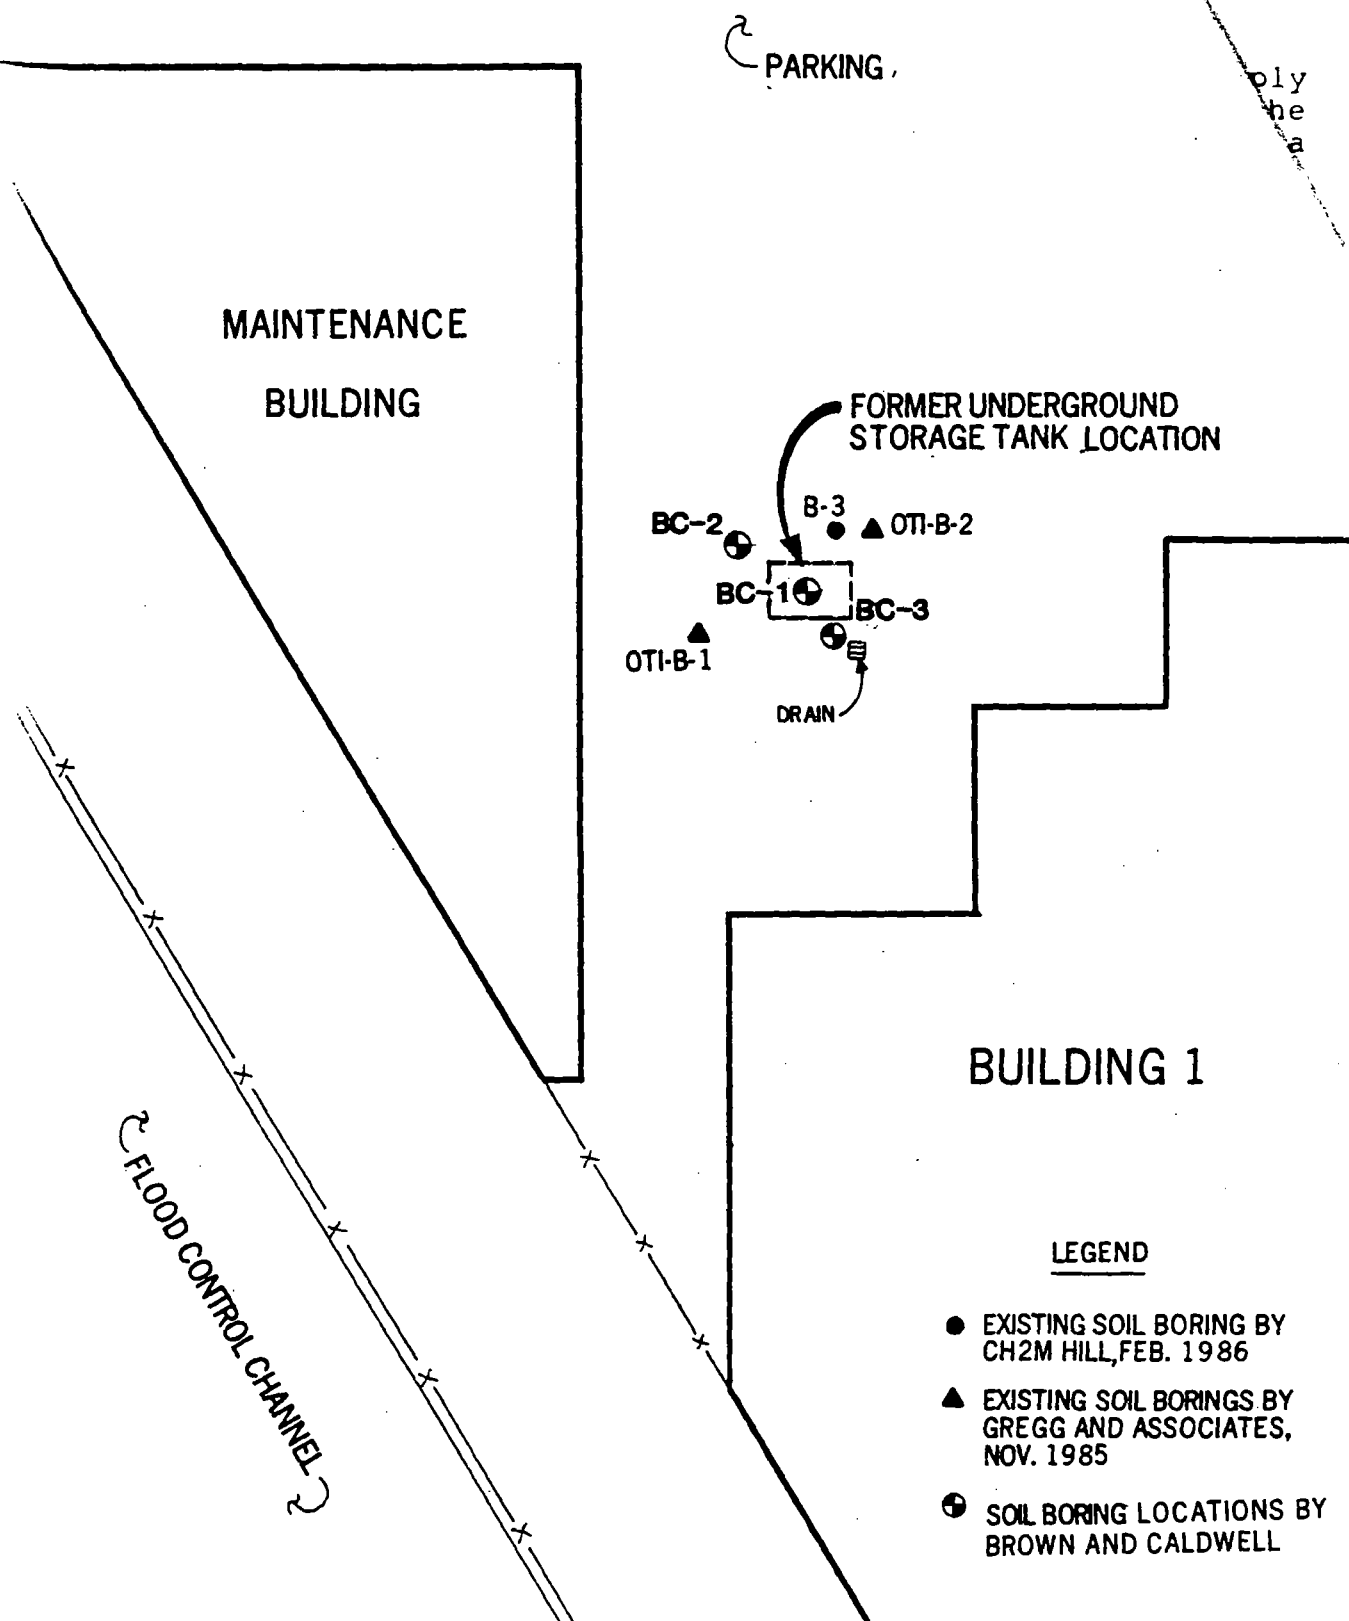 PARKING
oly
he
a
MAINTENANCE
BUILDING
FORMER UNDERGROUND
STORAGE TANK LOCATION
B-3
BC-2
OTI-B-2
BC-1
BC-3
OTI-B-1
DRAIN
BUILDING 1
FLOOD CONTROL CHANNEL
LEGEND
EXISTING SOIL BORING BY
CH2M HILL, FEB. 1986
EXISTING SOIL BORINGS BY
GREGG AND ASSOCIATES,
NOV. 1985
SOIL BORING LOCATIONS BY
BROWN AND CALDWELL